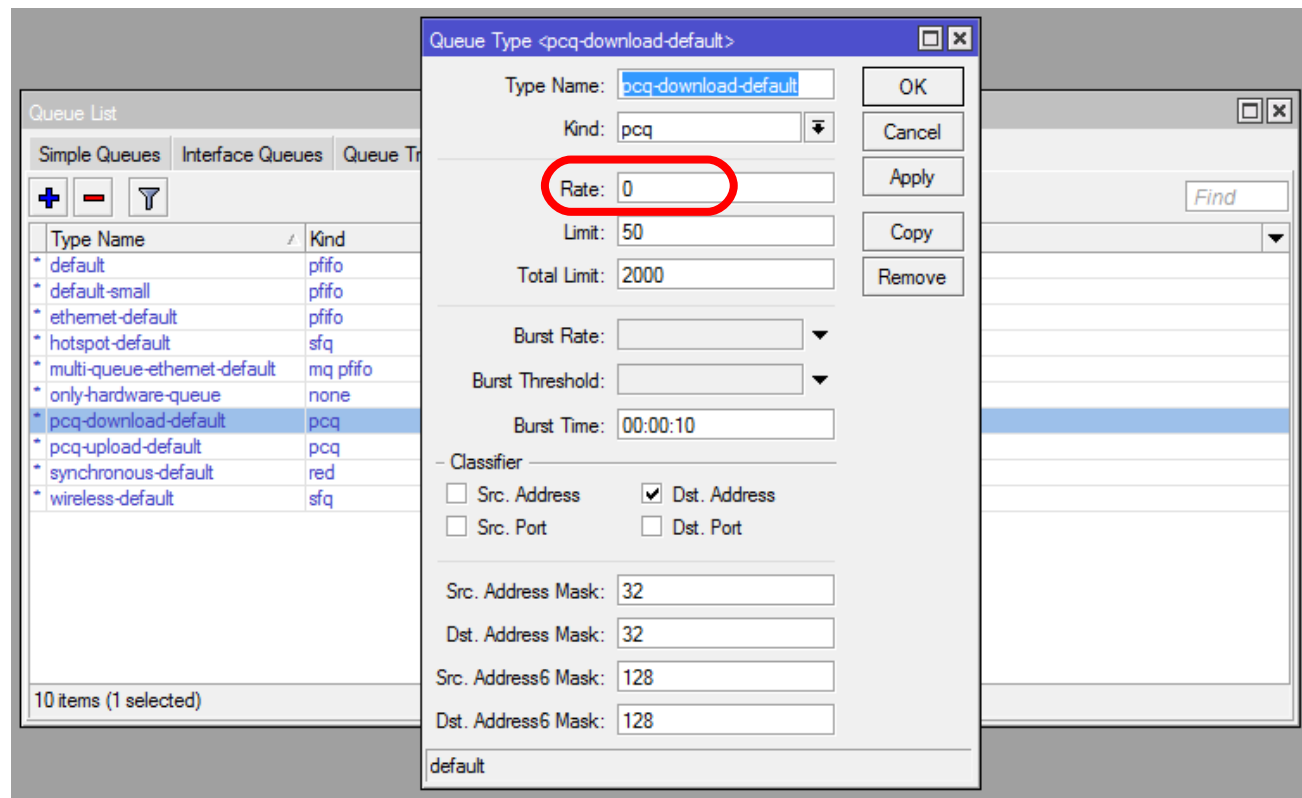 Queue List
Simple Queues Interface Queues Queue Tr
Find
Type Name Kind
* default pfifo
* default-small pfifo
* ethernet-default pfifo
* hotspot-default sfq
* multi-queue-ethernet-default mq pfifo
* only-hardware-queue none
* pcq-download-default pcq
* pcq-upload-default pcq
* synchronous-default red
* wireless-default sfq
10 items (1 selected)
Queue Type <pcq-download-default>
Type Name: pcq-download-default
Kind: pcq
Rate: 0
Limit: 50
Total Limit: 2000
Burst Rate:
Burst Threshold:
Burst Time: 00:00:10
Classifier
Src. Address Dst. Address
Src. Port Dst. Port
Src. Address Mask: 32
Dst. Address Mask: 32
Src. Address6 Mask: 128
Dst. Address6 Mask: 128
default
OK
Cancel
Apply
Copy
Remove